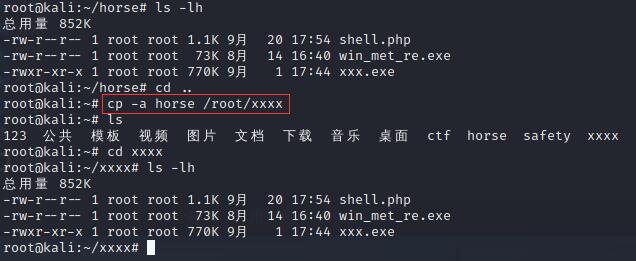 root@kali:~/horse# ls -lh
总用量 852K
-rw-r--r-- 1 root root 1.1K 9月  20 17:54 shell.php
-rw-r--r-- 1 root root  73K 8月  14 16:40 win_met_re.exe
-rwxr-xr-x 1 root root 770K 9月   1 17:44 xxx.exe
root@kali:~/horse# cd ..
root@kali:~# cp -a horse /root/xxxx
root@kali:~# ls
123 公共 模板 视频 图片 文档 下载 音乐 桌面 ctf horse safety xxxx
root@kali:~# cd xxxx
root@kali:~/xxxx# ls -lh
总用量 852K
-rw-r--r-- 1 root root 1.1K 9月  20 17:54 shell.php
-rw-r--r-- 1 root root  73K 8月  14 16:40 win_met_re.exe
-rwxr-xr-x 1 root root 770K 9月   1 17:44 xxx.exe
root@kali:~/xxxx#